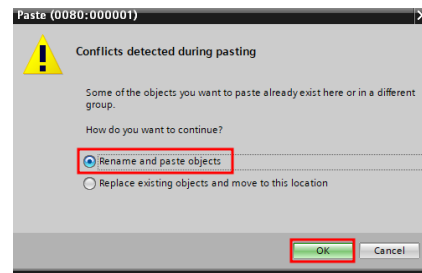 Paste (0080:000001)
Conflicts detected during pasting
Some of the objects you want to paste already exist here or in a different
group.
How do you want to continue?
Rename and paste objects
Replace existing objects and move to this location
OK Cancel